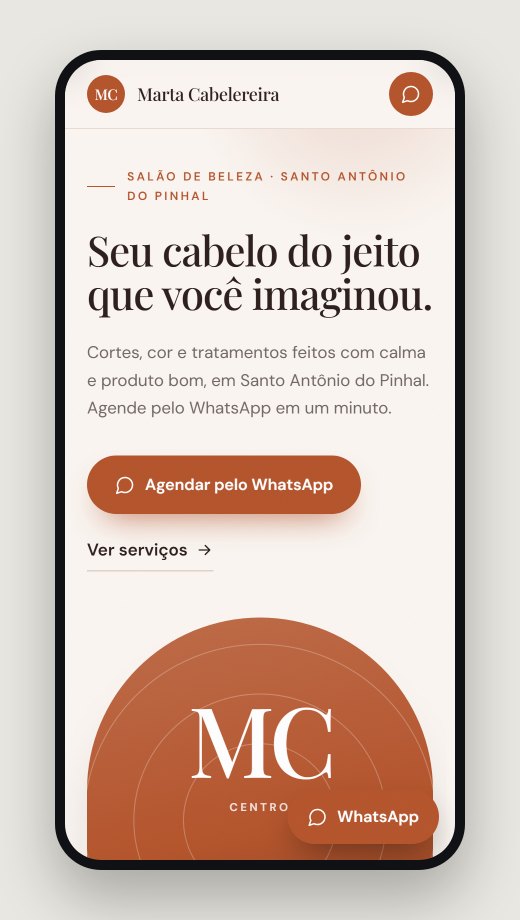 MC Marta Cabelereira
SALÃO DE BELEZA · SANTO ANTÔNIO
DO PINHAL
Seu cabelo do jeito
que você imaginou.
Cortes, cor e tratamentos feitos com calma
e produto bom, em Santo Antônio do Pinhal.
Agende pelo WhatsApp em um minuto.
Agendar pelo WhatsApp
Ver serviços →
MC
CENTRO
WhatsApp